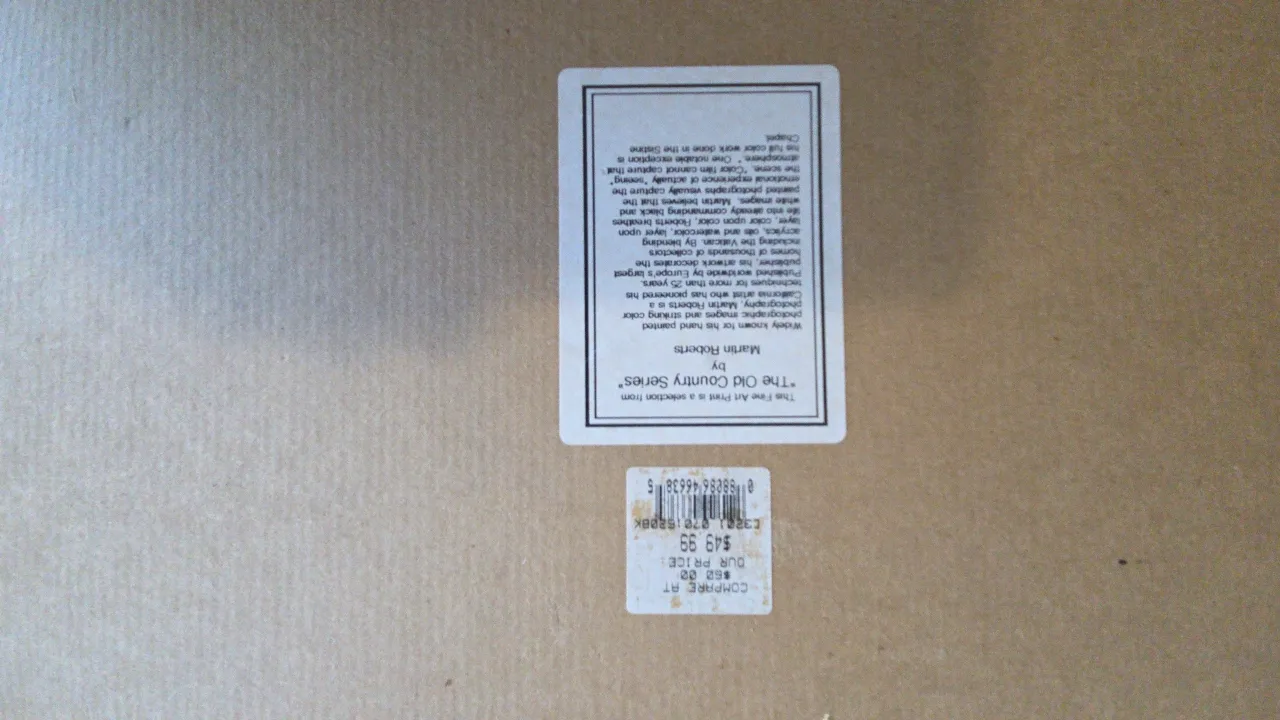 This Fine Art Print is a selection from
"The Old Country Series"
by
Martin Roberts
Widely known for his hand painted
photographic images and striking color
photography, Martin Roberts is a
California artist who has pioneered his
techniques for more than 25 years.
Published worldwide by Europe's largest
publisher, his artwork decorates the
homes of thousands of collectors
including the Vatican. By blending
acrylics, oils and watercolor, layer upon
layer, color upon color, Roberts breathes
life into already commanding black and
white images. Martin believes that the
painted photographs visually capture the
emotional experience of actually "seeing"
the scene. "Color film cannot capture that
atmosphere." One notable exception is
his full color work done in the Sistine
Chapel.
COMPARE AT
$60.00
OUR PRICE:
$49.99
0 88086 46638 5